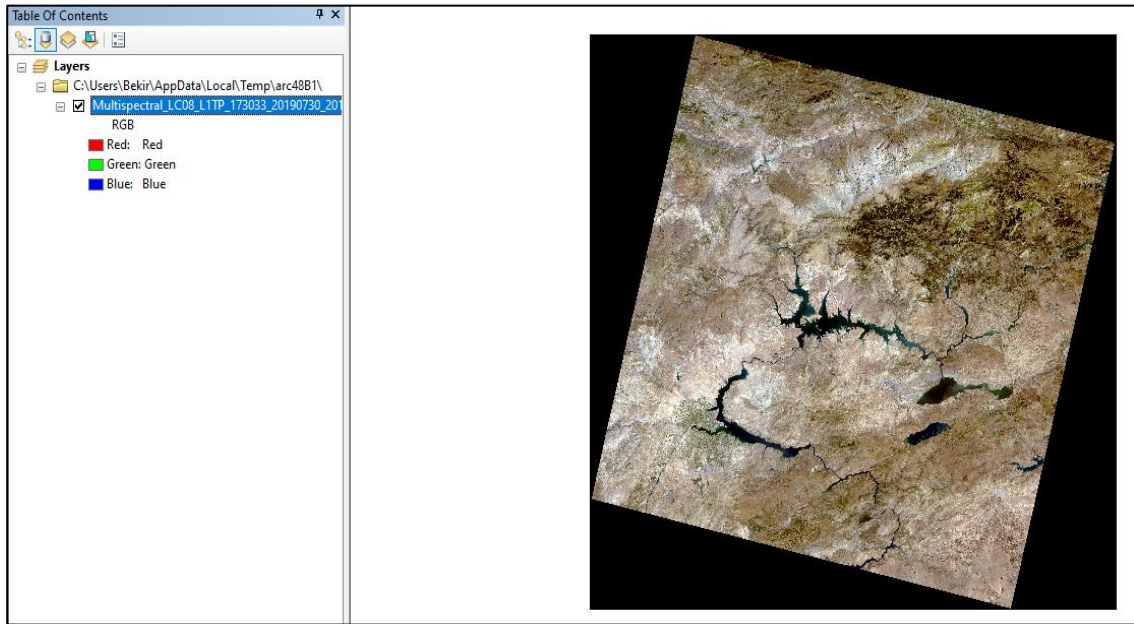 Table Of Contents
Layers
C:\Users\Bekir\AppData\Local\Temp\arc48B1\
Multispectral_LC08_L1TP_173033_20190730_201
RGB
Red: Red
Green: Green
Blue: Blue